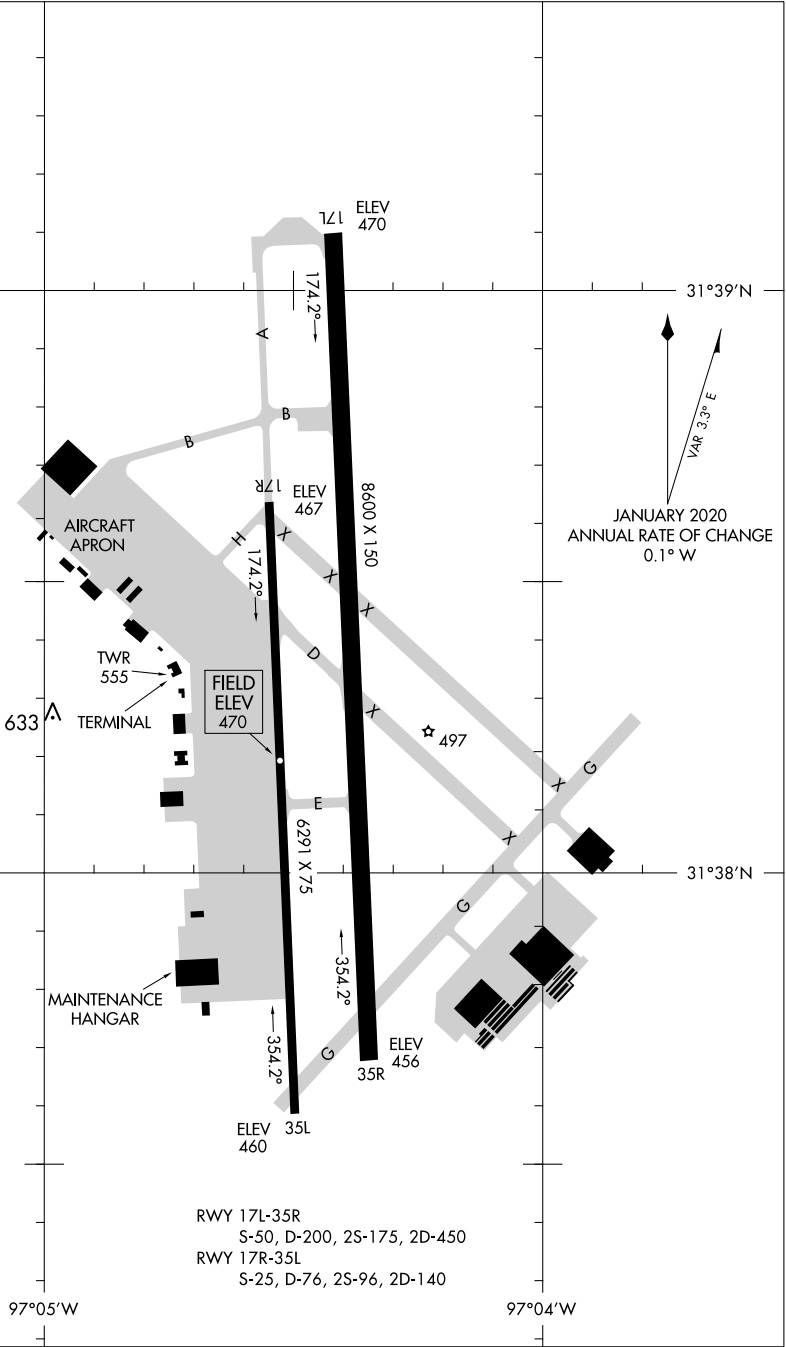 17L
ELEV
470
31°39'N
174.2°
A
VAR 3.3° E
B
B
17R
ELEV
467
8600 X 150
JANUARY 2020
ANNUAL RATE OF CHANGE
0.1° W
AIRCRAFT
APRON
H
X
X
X
174.2°
D
TWR
555
TERMINAL
633
FIELD
ELEV
470
X
497
G
X
E
6291 X 75
X
31°38'N
G
354.2°
MAINTENANCE
HANGAR
354.2°
G
ELEV
456
35R
35L
ELEV
460
RWY 17L-35R
S-50, D-200, 2S-175, 2D-450
RWY 17R-35L
S-25, D-76, 2S-96, 2D-140
97°05'W
97°04'W